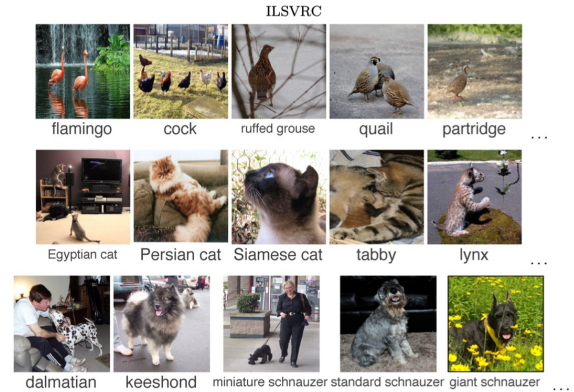 ILSVRC
flamingo cock ruffed grouse quail partridge ...
Egyptian cat Persian cat Siamese cat tabby lynx ...
dalmatian keeshond miniature schnauzer standard schnauzer giant schnauzer ...